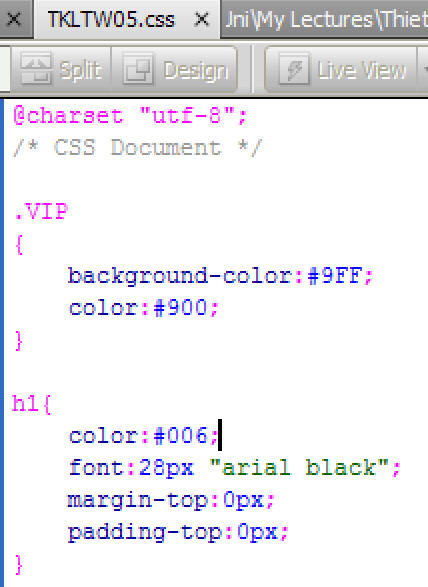 TKLTW05.css Jni\My Lectures\Thiet
Split Design Live View
@charset "utf-8";
/* CSS Document */
.VIP
{
background-color:#9FF;
color:#900;
}
h1{
color:#006;
font:28px "arial black";
margin-top:0px;
padding-top:0px;
}